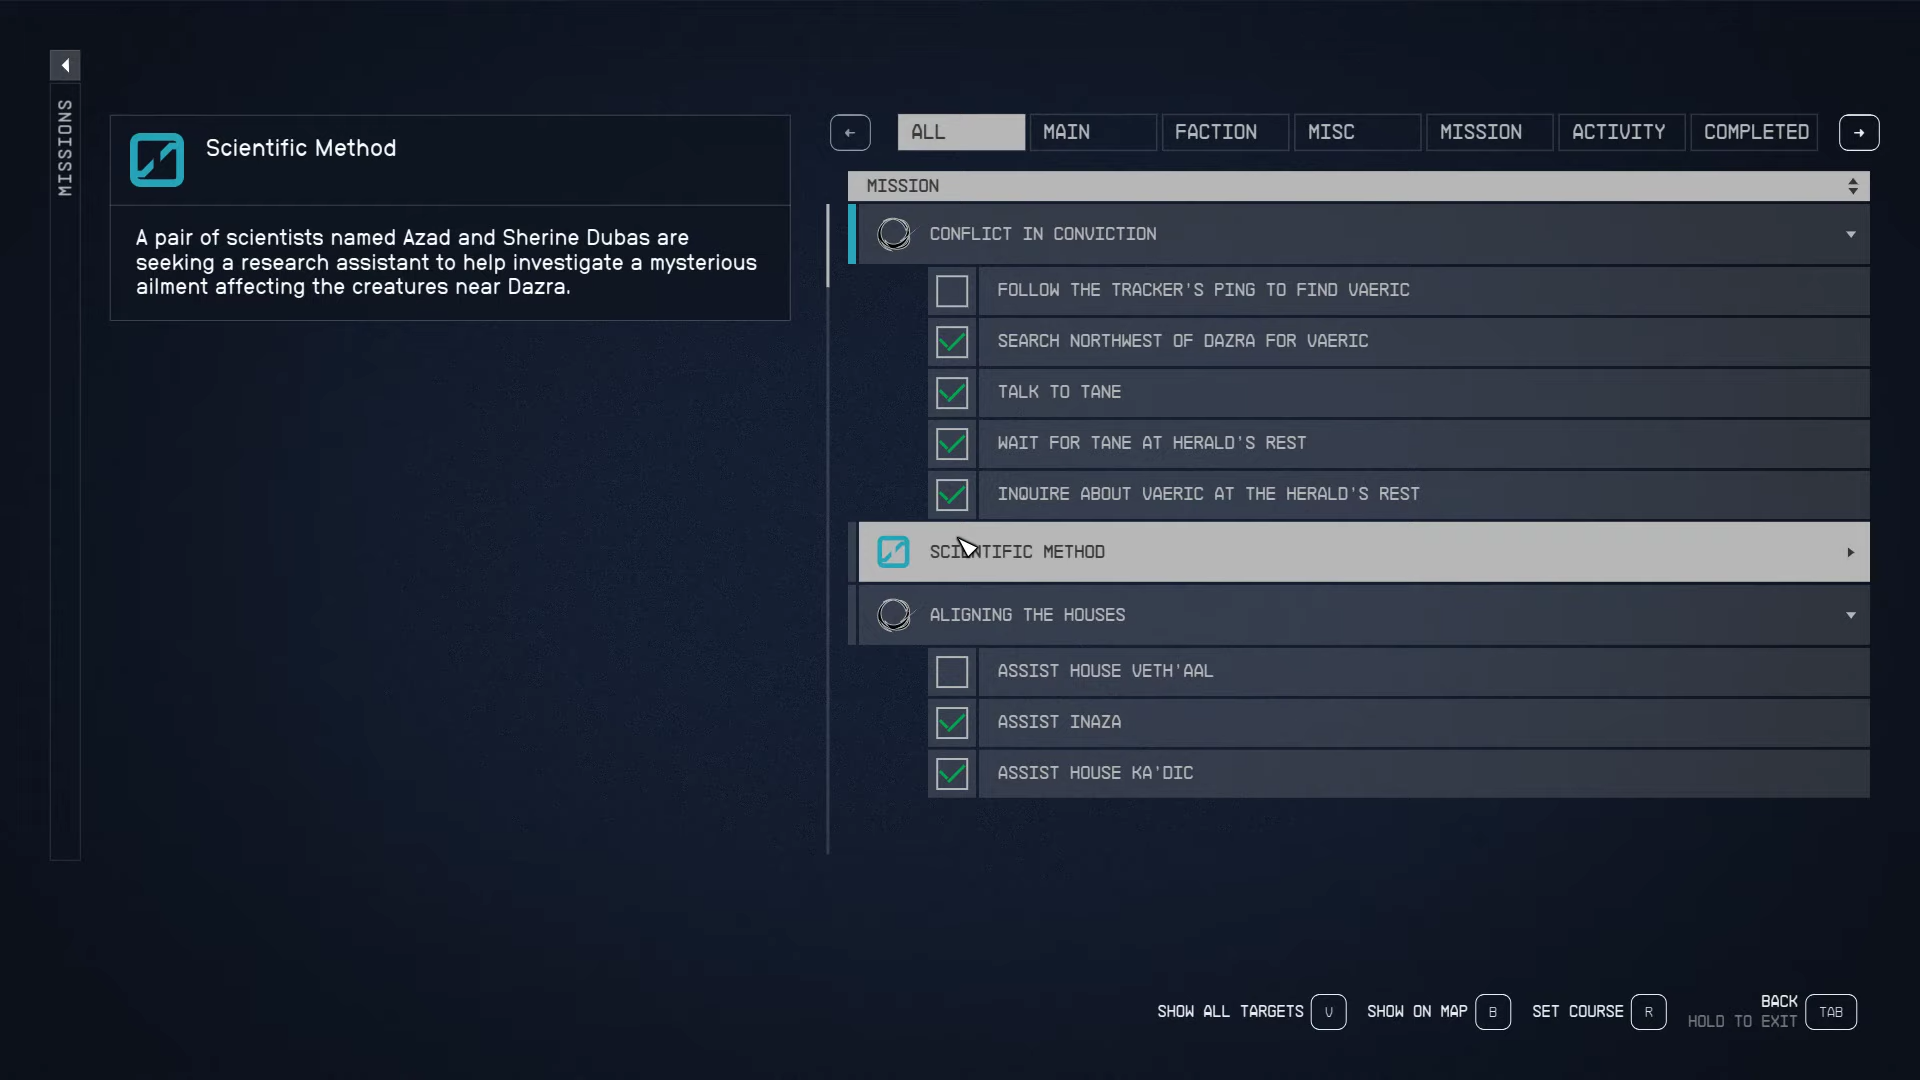 MISSIONS
Scientific Method
A pair of scientists named Azad and Sherine Dubas are
seeking a research assistant to help investigate a mysterious
ailment affecting the creatures near Dazra.
ALL
MAIN
FACTION
MISC
MISSION
ACTIVITY
COMPLETED
MISSION
CONFLICT IN CONVICTION
FOLLOW THE TRACKER'S PING TO FIND VAERIC
SEARCH NORTHWEST OF DAZRA FOR VAERIC
TALK TO TANE
WAIT FOR TANE AT HERALD'S REST
INQUIRE ABOUT VAERIC AT THE HERALD'S REST
SCIENTIFIC METHOD
ALIGNING THE HOUSES
ASSIST HOUSE VETH'AAL
ASSIST INAZA
ASSIST HOUSE KA'DIC
SHOW ALL TARGETS V
SHOW ON MAP B
SET COURSE R
BACK
HOLD TO EXIT
TAB